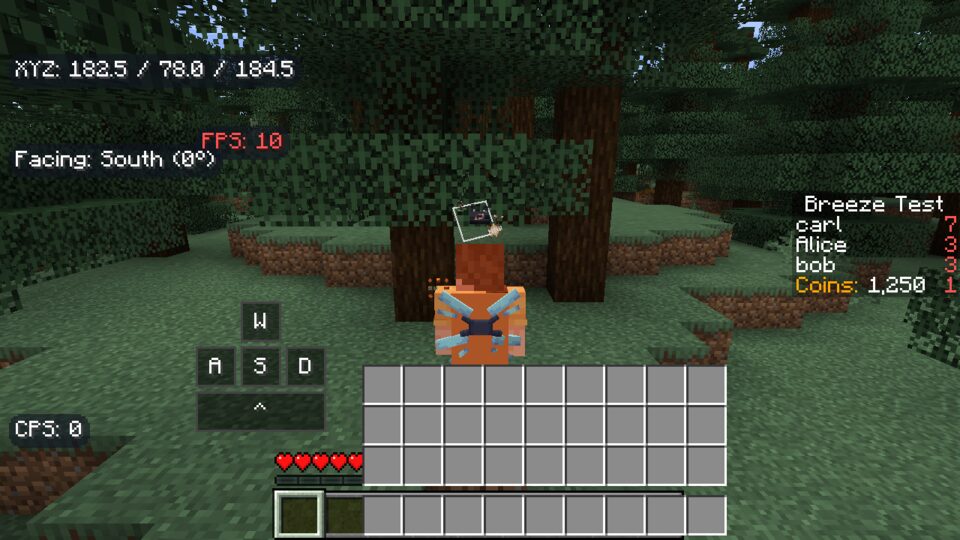 XYZ: 182.5 / 78.0 / 184.5
FPS: 10
Facing: South (0°)
Breeze Test
carl 7
Alice 3
bob 3
Coins: 1,250 1
W
A S D
^
CPS: 0